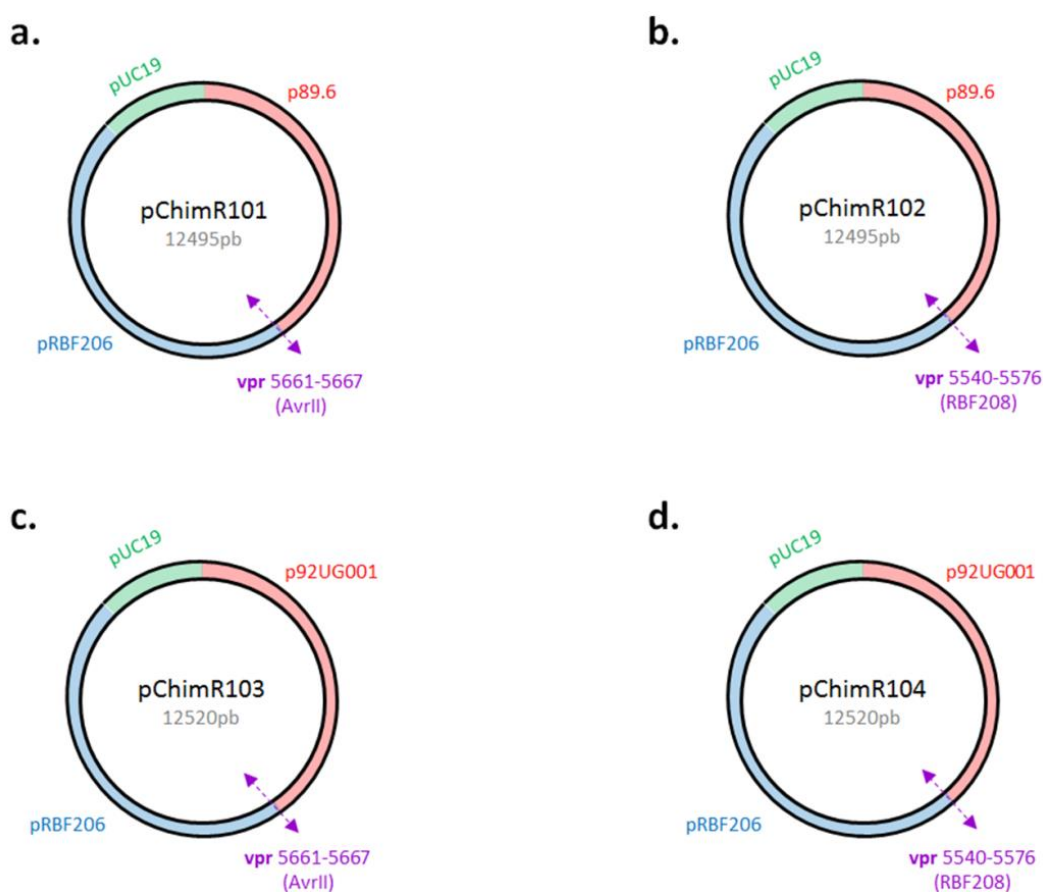 a.
pUC19
p89.6
pChimR101
12495pb
pRBF206
vpr 5661-5667
(AvrII)
b.
pUC19
p89.6
pChimR102
12495pb
pRBF206
vpr 5540-5576
(RBF208)
c.
pUC19
p92UG001
pChimR103
12520pb
pRBF206
vpr 5661-5667
(AvrII)
d.
pUC19
p92UG001
pChimR104
12520pb
pRBF206
vpr 5540-5576
(RBF208)